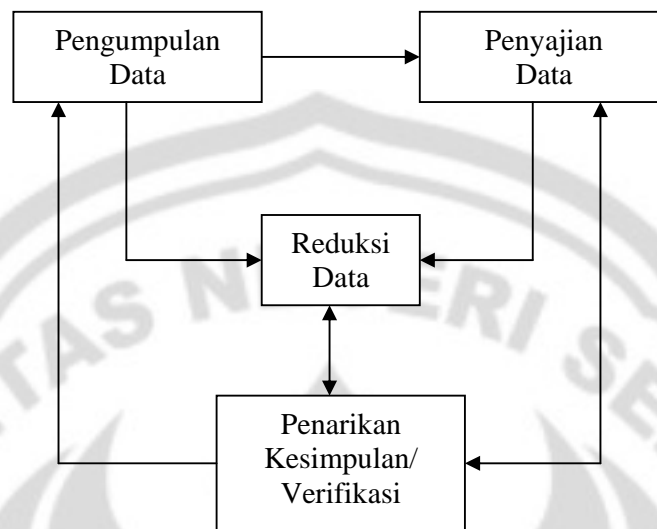 Pengumpulan
Data
Penyajian
Data
Reduksi
Data
Penarikan
Kesimpulan/
Verifikasi